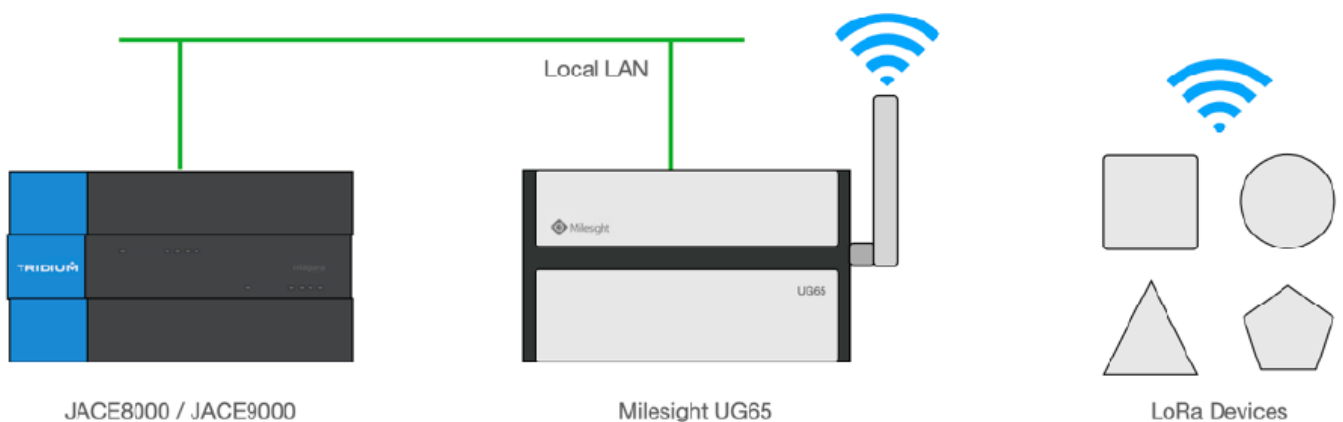 Local LAN
TRIDIUM
Milesight
UG65
JACE8000 / JACE9000
Milesight UG65
LoRa Devices